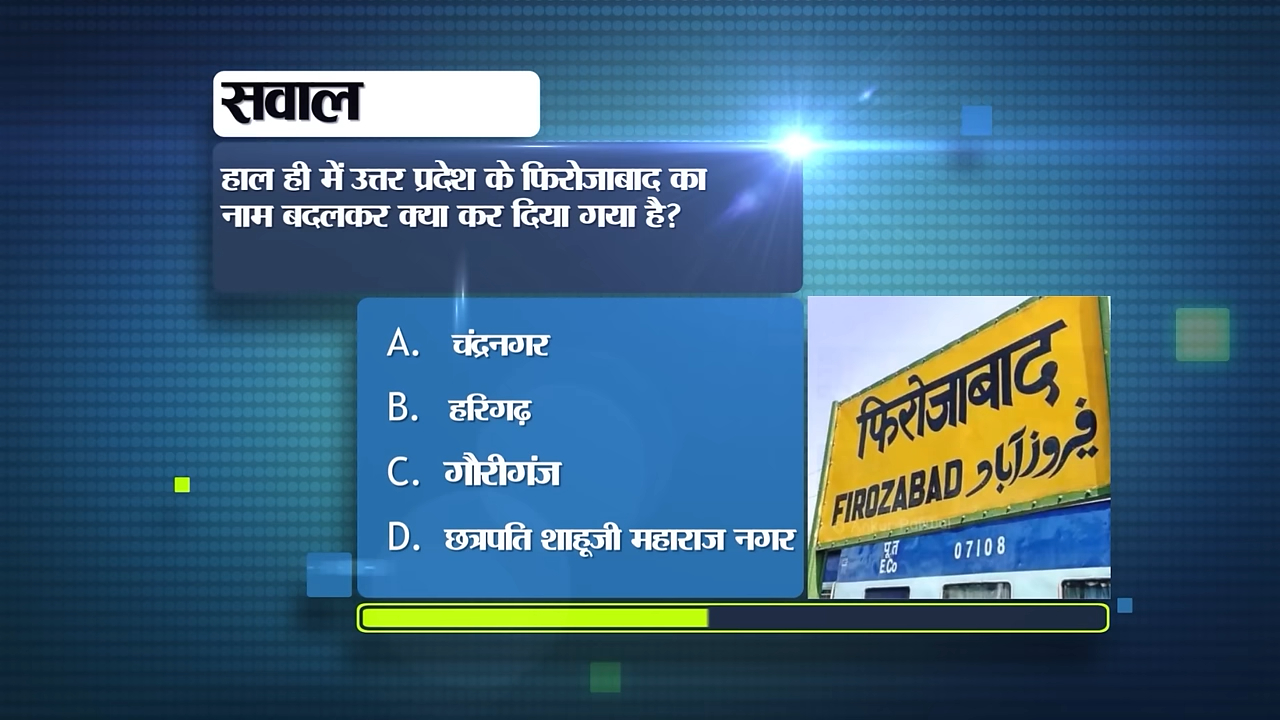 सवाल
हाल ही में उत्तर प्रदेश के फिरोजाबाद का
नाम बदलकर क्या कर दिया गया है?
A. चंद्रनगर
B. हरिगढ़
C. गौरीगंज
D. छत्रपति शाहूजी महाराज नगर
फिरोजाबाद
FIROZABAD فیروزآباد
पूत
ECo
07108